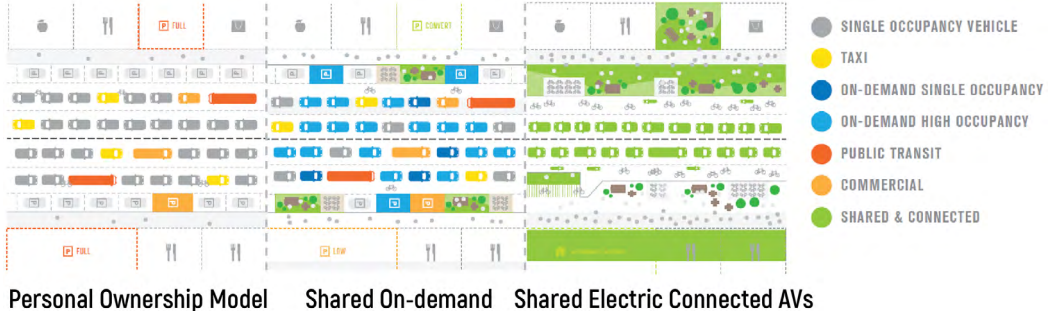 P FULL
P CONVERT
SINGLE OCCUPANCY VEHICLE
TAXI
ON-DEMAND SINGLE OCCUPANCY
ON-DEMAND HIGH OCCUPANCY
PUBLIC TRANSIT
COMMERCIAL
SHARED & CONNECTED
P FULL
P LOW
Personal Ownership Model
Shared On-demand
Shared Electric Connected AVs